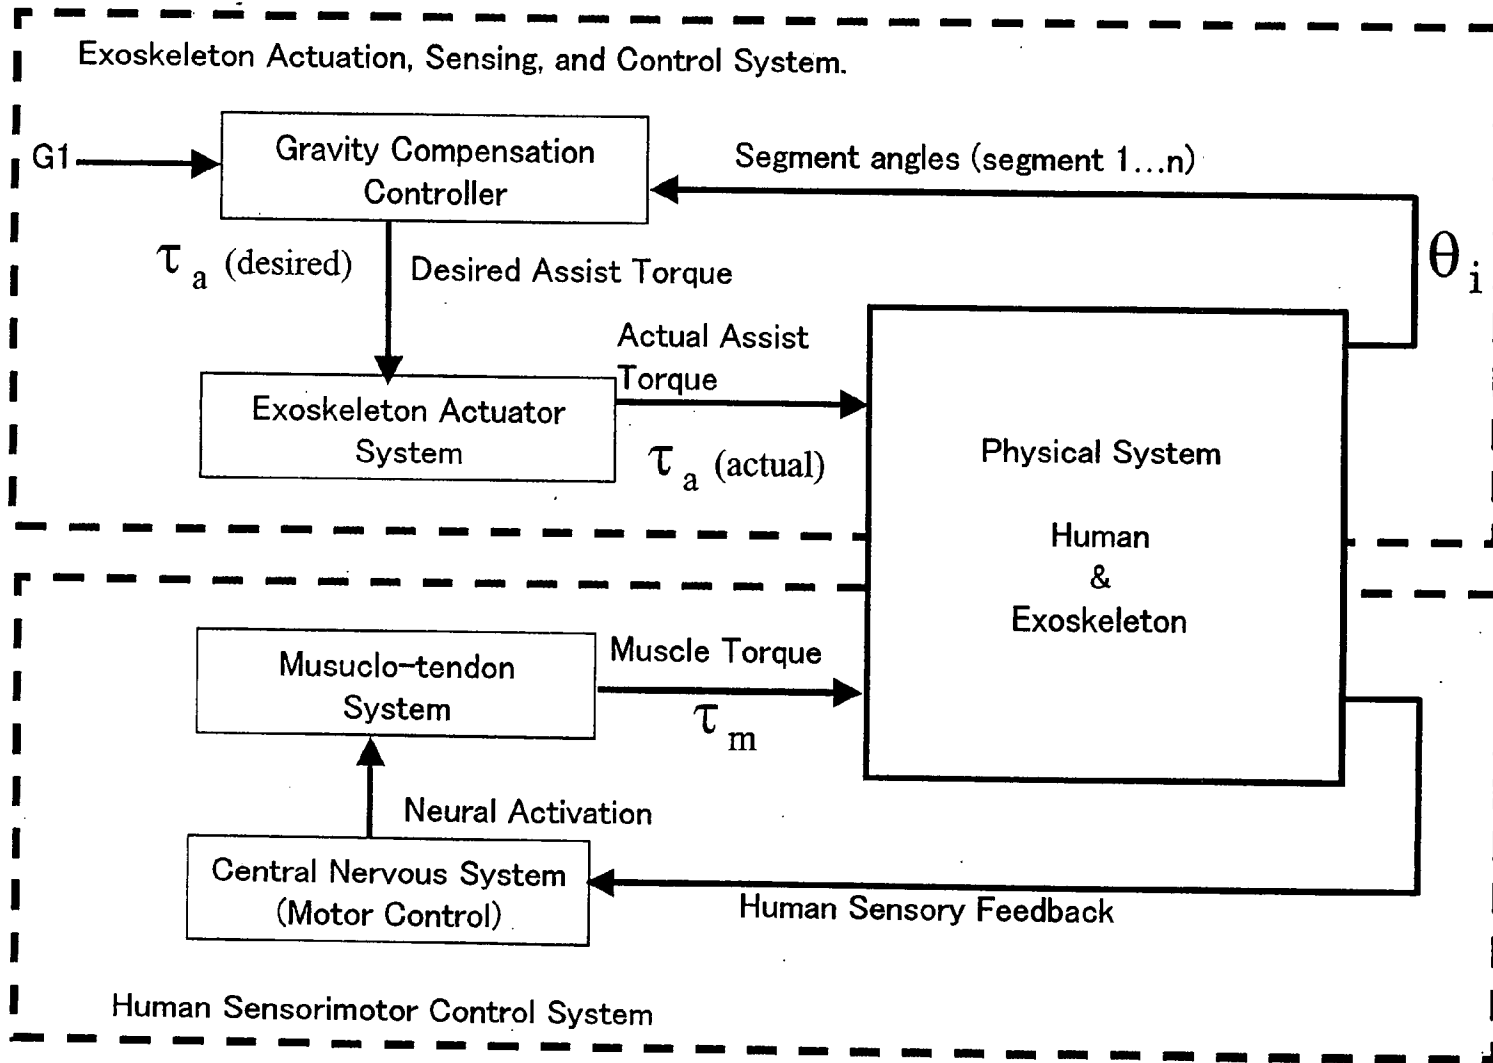 Exoskeleton Actuation, Sensing, and Control System.
G1
Gravity Compensation
Controller
Segment angles (segment 1...n)
θ i
τ a (desired)
Desired Assist Torque
Actual Assist
Torque
Exoskeleton Actuator
System
τ a (actual)
Physical System
Human
&
Exoskeleton
Musuclo-tendon
System
Muscle Torque
τ m
Neural Activation
Central Nervous System
(Motor Control)
Human Sensory Feedback
Human Sensorimotor Control System